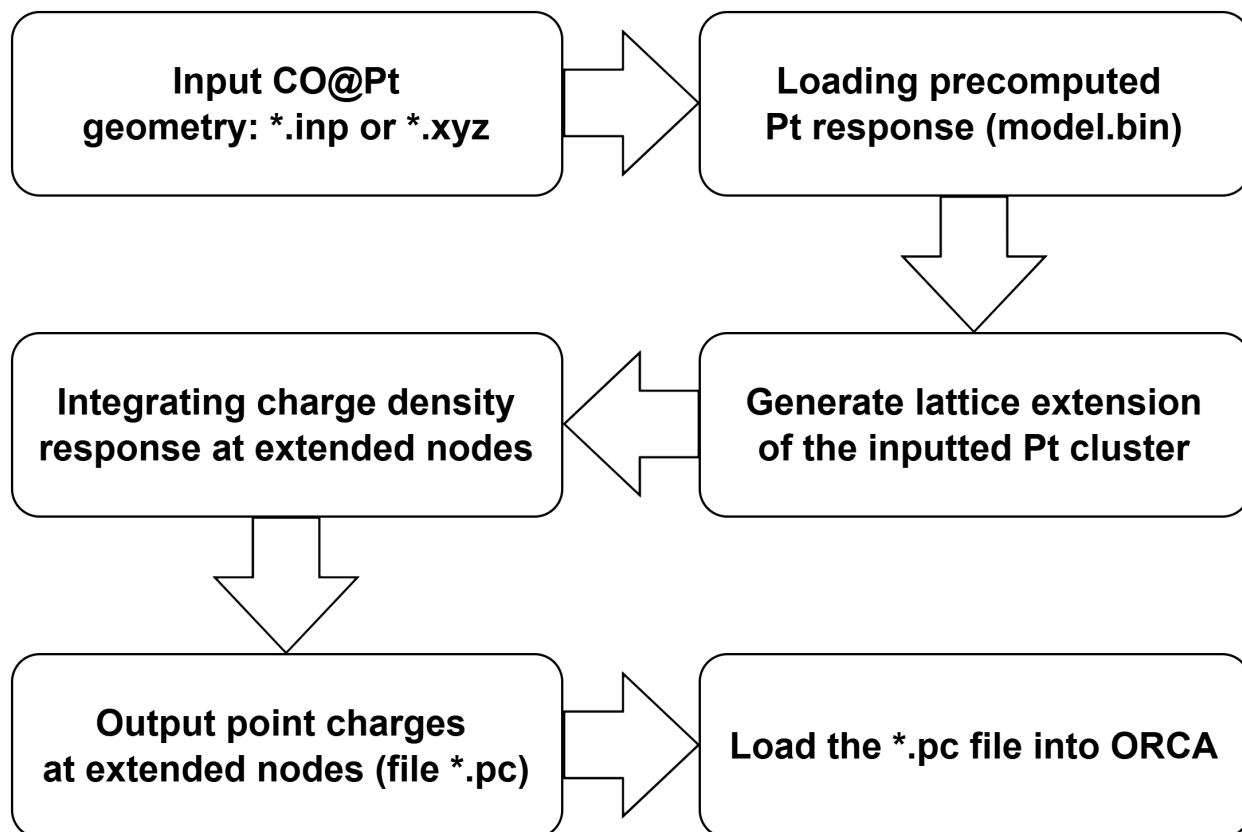 Input CO@Pt
geometry: *.inp or *.xyz
Loading precomputed
Pt response (model.bin)
Generate lattice extension
of the inputted Pt cluster
Integrating charge density
response at extended nodes
Output point charges
at extended nodes (file *.pc)
Load the *.pc file into ORCA